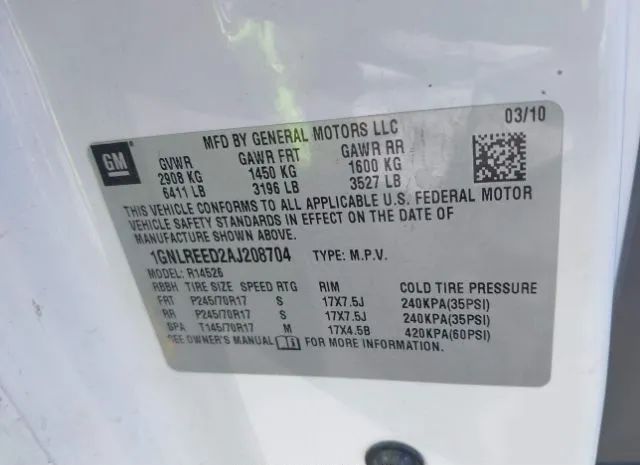 03/10
MFD BY GENERAL MOTORS LLC
GM
GVWR GAWR FRT GAWR RR
2908 KG 1450 KG 1600 KG
6411 LB 3196 LB 3527 LB
THIS VEHICLE CONFORMS TO ALL APPLICABLE U.S. FEDERAL MOTOR
VEHICLE SAFETY STANDARDS IN EFFECT ON THE DATE OF
MANUFACTURE SHOWN ABOVE.
1GNLREED2AJ208704 TYPE: M.P.V.
MODEL: R14526
RBBH TIRE SIZE SPEED RTG RIM COLD TIRE PRESSURE
FRT P245/70R17 S 17X7.5J 240KPA(35PSI)
RR P245/70R17 S 17X7.5J 240KPA(35PSI)
SPA T145/70R17 M 17X4.5B 420KPA(60PSI)
SEE OWNER'S MANUAL FOR MORE INFORMATION.